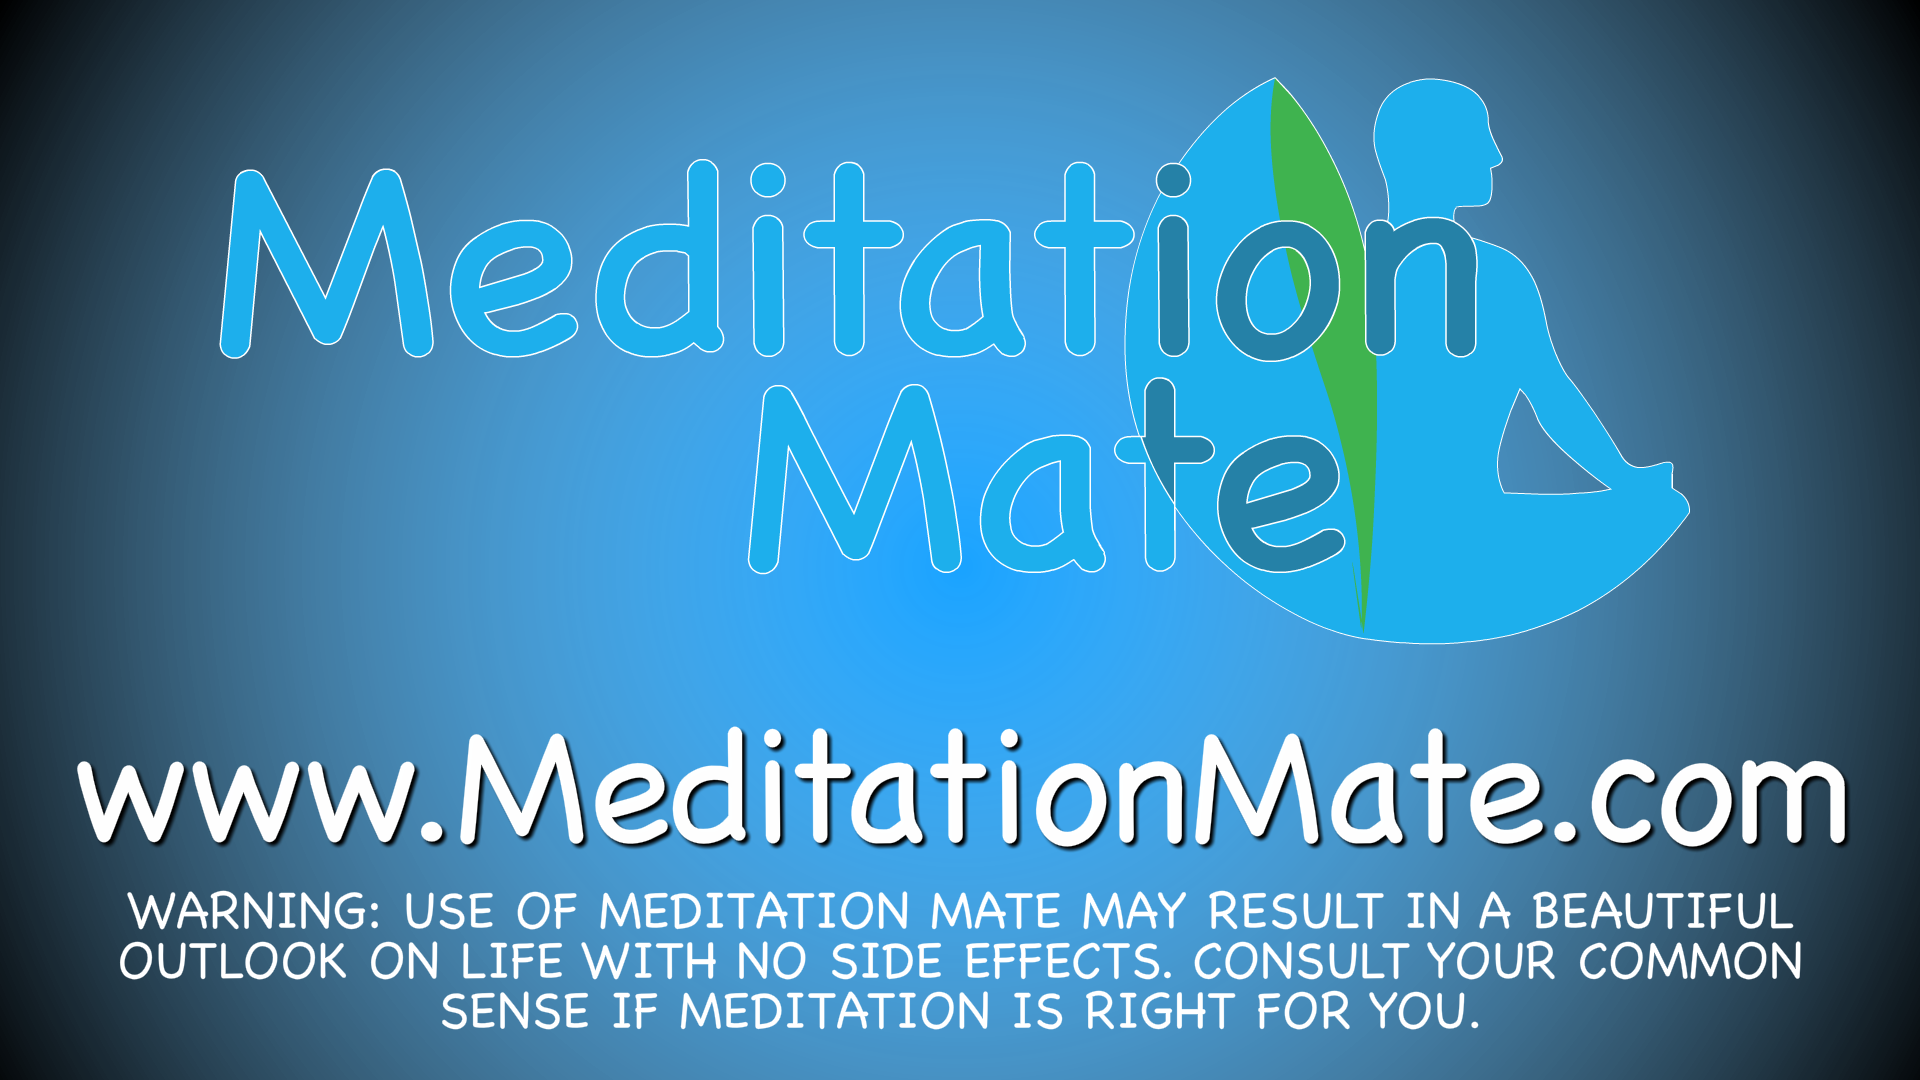 Meditation
Mate
www.MeditationMate.com
WARNING: USE OF MEDITATION MATE MAY RESULT IN A BEAUTIFUL
OUTLOOK ON LIFE WITH NO SIDE EFFECTS. CONSULT YOUR COMMON
SENSE IF MEDITATION IS RIGHT FOR YOU.